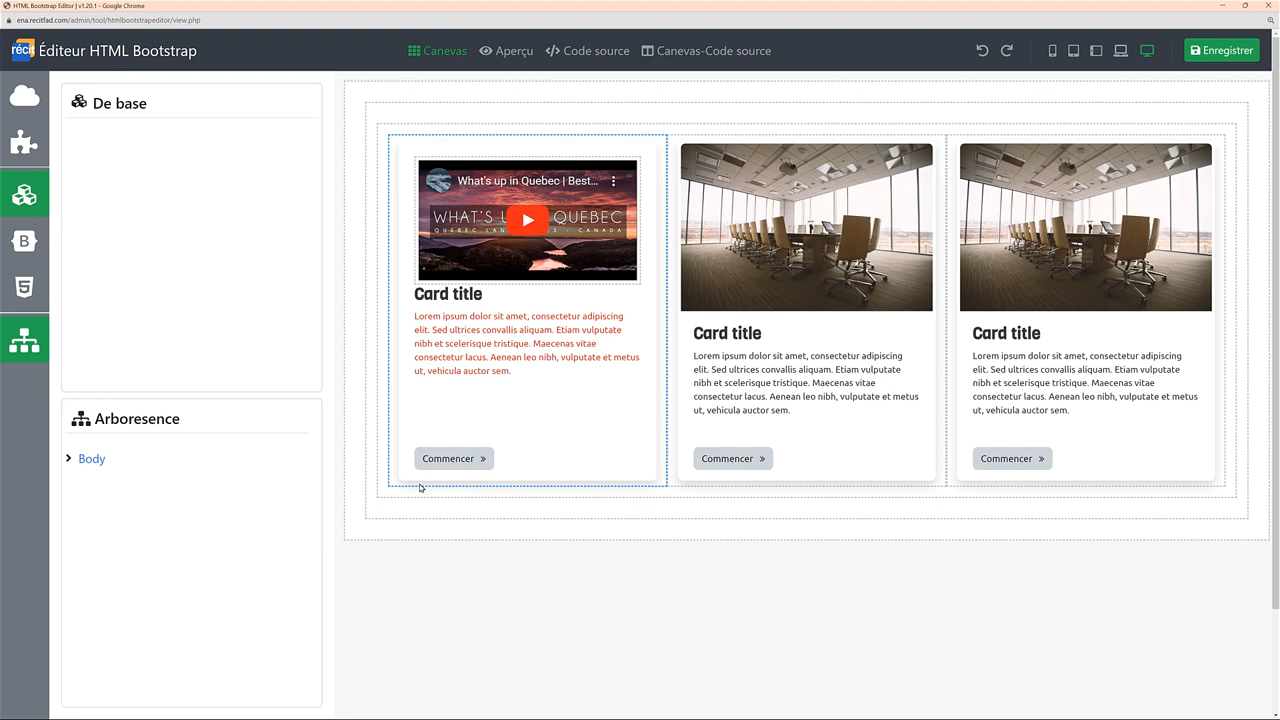 HTML Bootstrap Editor | v1.20.1 - Google Chrome
ena.recitfad.com/admin/tool/htmlbootstrapeditor/view.php
récit Éditeur HTML Bootstrap
Canevas
Aperçu
Code source
Canevas-Code source
Enregistrer
De base
Arboresence
Body
What's up in Quebec | Best...
WHAT'S U QUEBEC
Card title
Lorem ipsum dolor sit amet, consectetur adipiscing
elit. Sed ultrices convallis aliquam. Etiam vulputate
nibh et scelerisque tristique. Maecenas vitae
consectetur lacus. Aenean leo nibh, vulputate et metus
ut, vehicula auctor sem.
Commencer »
Card title
Lorem ipsum dolor sit amet, consectetur adipiscing
elit. Sed ultrices convallis aliquam. Etiam vulputate
nibh et scelerisque tristique. Maecenas vitae
consectetur lacus. Aenean leo nibh, vulputate et metus
ut, vehicula auctor sem.
Commencer »
Card title
Lorem ipsum dolor sit amet, consectetur adipiscing
elit. Sed ultrices convallis aliquam. Etiam vulputate
nibh et scelerisque tristique. Maecenas vitae
consectetur lacus. Aenean leo nibh, vulputate et metus
ut, vehicula auctor sem.
Commencer »